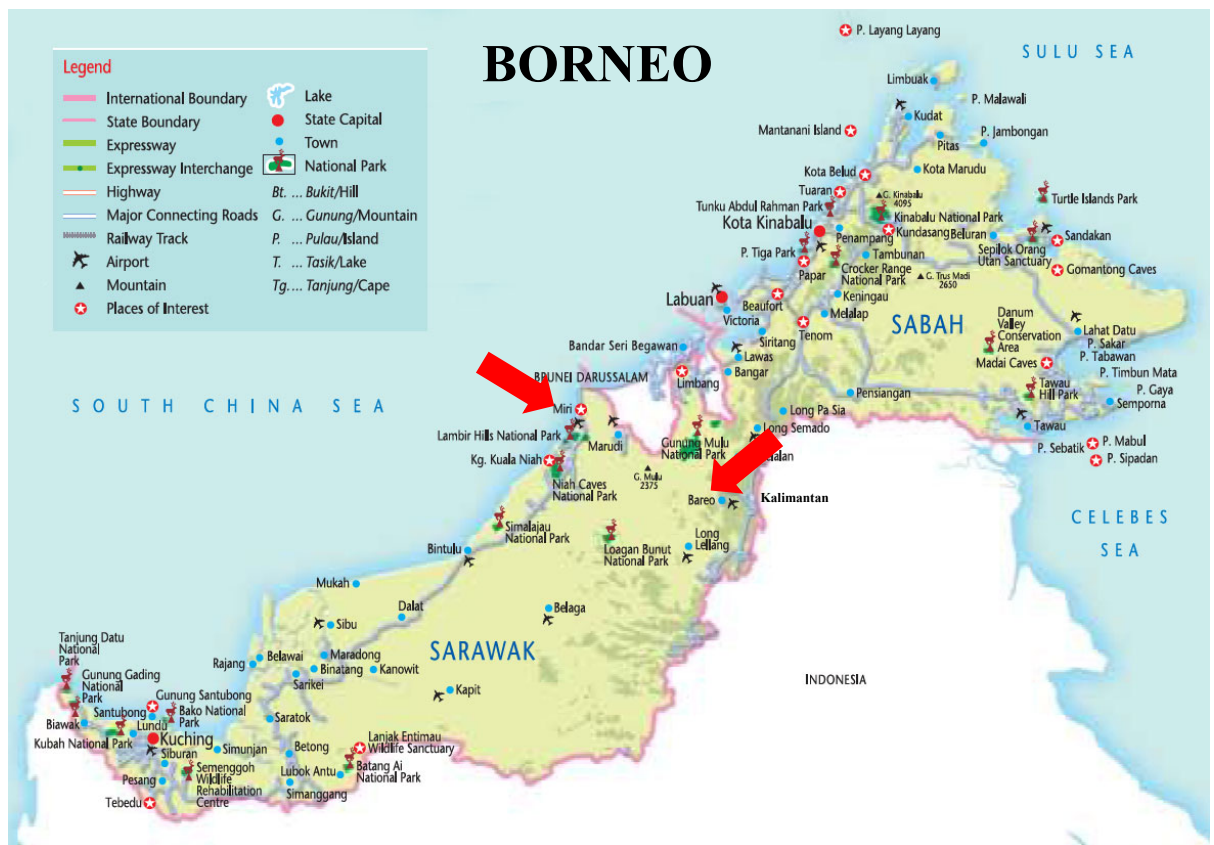 BORNEO
Legend
International Boundary
State Boundary
Expressway
Expressway Interchange
Highway
Major Connecting Roads
Railway Track
Airport
Mountain
Places of Interest
Lake
State Capital
Town
National Park
Bt. ... Bukit/Hill
G. ... Gunung/Mountain
P. ... Pulau/Island
T. ... Tasik/Lake
Tg. ... Tanjung/Cape
P. Layang Layang
SULU SEA
Limbuak
P. Malawali
Kudat
Mantanani Island
P. Jambongan
Pitas
Kota Belud
Kota Marudu
Tuaran
G. Kinabalu
4095
Tunku Abdul Rahman Park
Turtle Islands Park
Kinabalu National Park
Kota Kinabalu
Kundasang
Penampang
Beluran
Sandakan
P. Tiga Park
Tambunan
Sepilok Orang
Utan Sanctuary
Papar
Crocker Range
National Park
Gomantong Caves
G. Trus Madi
2650
Labuan
Beaufort
Keningau
Victoria
Melalap
SABAH
Danum
Valley
Conservation
Area
Lahat Datu
Siritang
Tenom
P. Sakar
Bandar Seri Begawan
Lawas
P. Tabawan
Madai Caves
BRUNEI DARUSSALAM
Limbang
Bangar
P. Timbun Mata
Tawau
Hill Park
P. Gaya
Pensiangan
Semporna
SOUTH CHINA SEA
Miri
Long Pa Sia
Lambir Hills National Park
Marudi
Gunung Mulu
National Park
Long Semado
Tawau
P. Sebatik
P. Mabul
P. Sipadan
Kg. Kuala Niah
alan
G. Mulu
2375
Niah Caves
National Park
Bareo
Kalimantan
CELEBES
SEA
Simalajau
National Park
Bintulu
Loagan Bunut
National Park
Long
Lellang
Mukah
Dalat
Belaga
Sibu
Tanjung Datu
National
Park
SARAWAK
Rajang
Belawai
Maradong
Binatang
Kanowit
Sarikei
Gunung Gading
National
Park
INDONESIA
Kapit
Gunung Santubong
Santubong
Bako National
Park
Biawak
Lundu
Saratok
Kubah National Park
Kuching
Lanjak Entimau
Wildlife Sanctuary
Siburan
Simunjan
Betong
Batang Ai
National Park
Pesang
Semenggoh
Wildlife
Rehabilitation
Centre
Lubok Antu
Simanggang
Tebedu